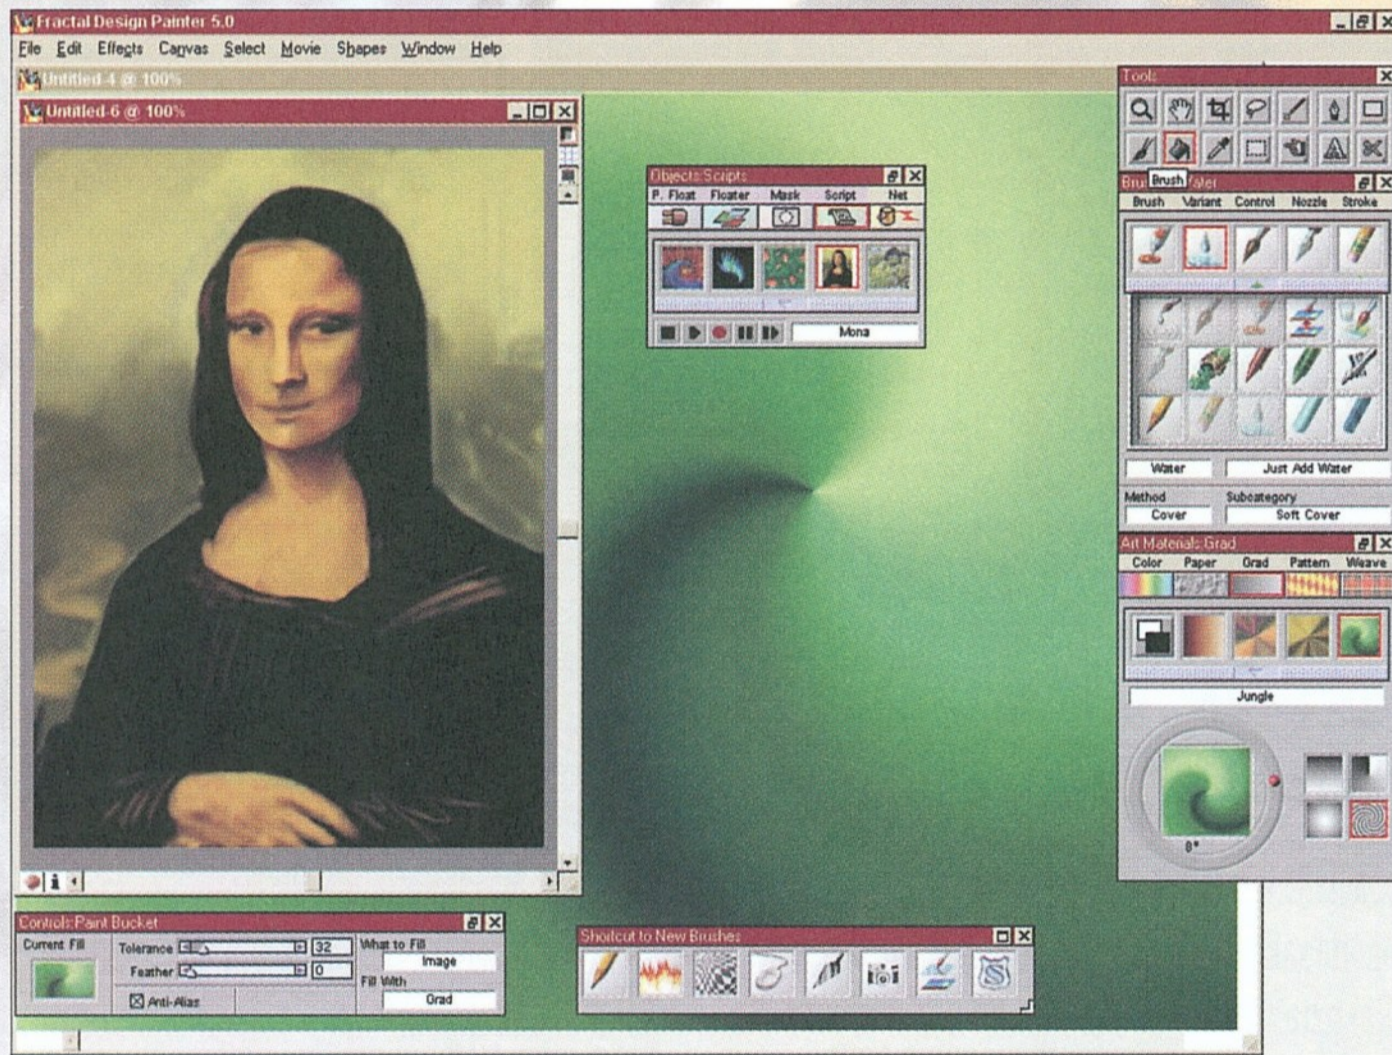 Fractal Design Painter 5.0
File Edit Effects Canvas Select Movie Shapes Window Help
Untitled-4 @ 100%
Untitled-6 @ 100%
Tools
Objects:Scripts
P. Float Floater Mask Script Net
Mona
Brush
Brush Variant Control Nozzle Stroke
Water Just Add Water
Method Subcategory
Cover Soft Cover
Art Materials:Grad
Color Paper Grad Pattern Weave
Jungle
0°
Controls:Paint Bucket
Current Fill
Tolerance 32
Feather 0
Anti-Alias
What to Fill
Image
Fill With
Grad
Shortcut to New Brushes